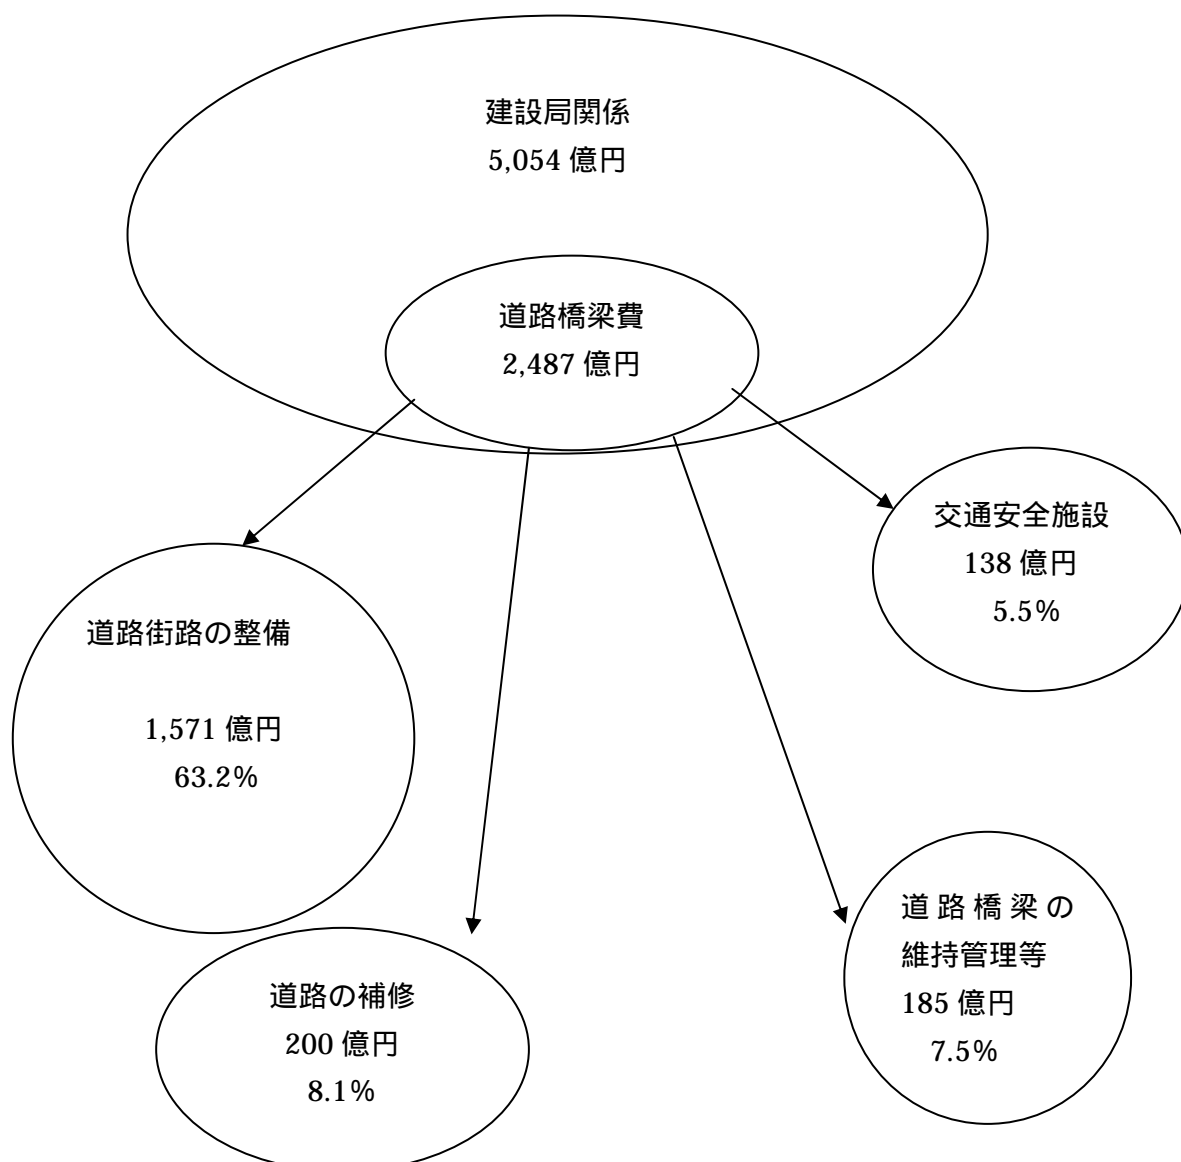 建設局関係
5,054 億円
道路橋梁費
2,487 億円
交通安全施設
138 億円
5.5%
道路街路の整備
1,571 億円
63.2%
道路橋梁の
維持管理等
185 億円
7.5%
道路の補修
200 億円
8.1%